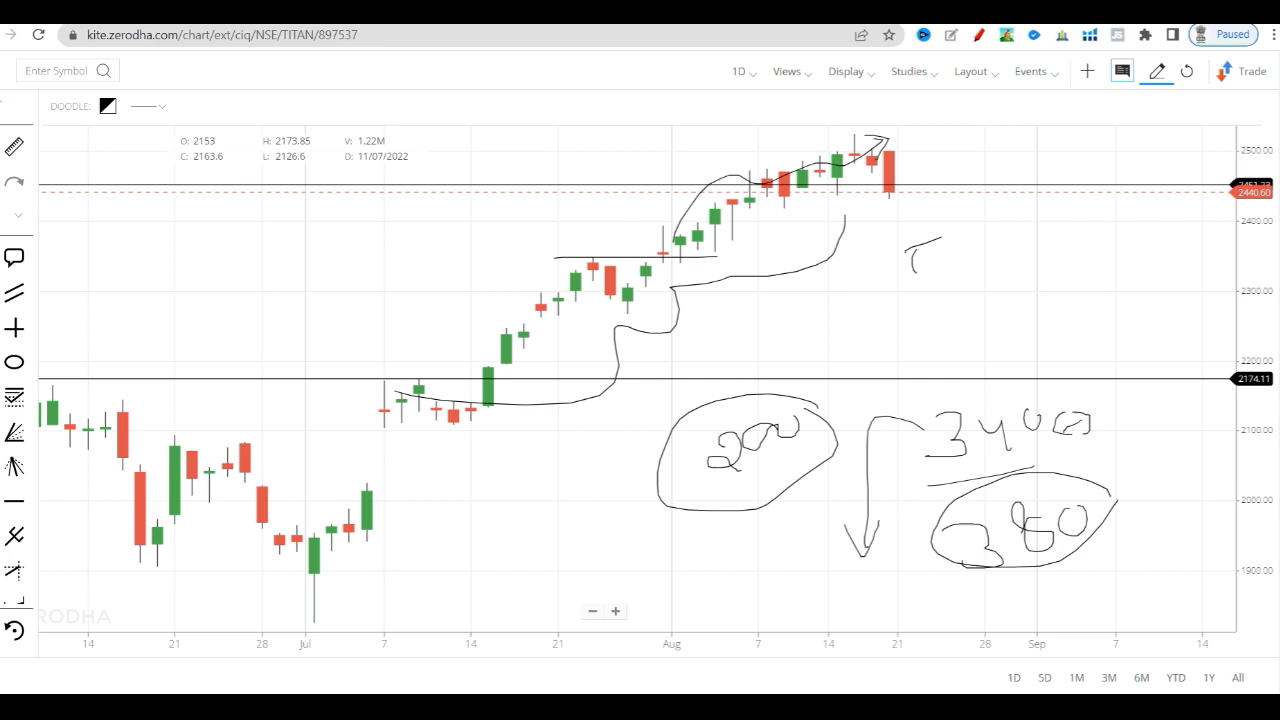 kite.zerodha.com/chart/ext/ciq/NSE/TITAN/897537
Paused
Enter Symbol
1D Views Display Studies Layout Events Trade
DOODLE:
O: 2153 H: 2173.85 V: 1.22M
C: 2163.6 L: 2126.6 D: 11/07/2022
2500.00
2440.60
2400.00
2300.00
2200.00
2174.11
2100.00
2000.00
1900.00
200
ERODHA
14 21 28 Jul 7 14 21 Aug 7 14 21 28 Sep 7 14
1D 5D 1M 3M 6M YTD 1Y All